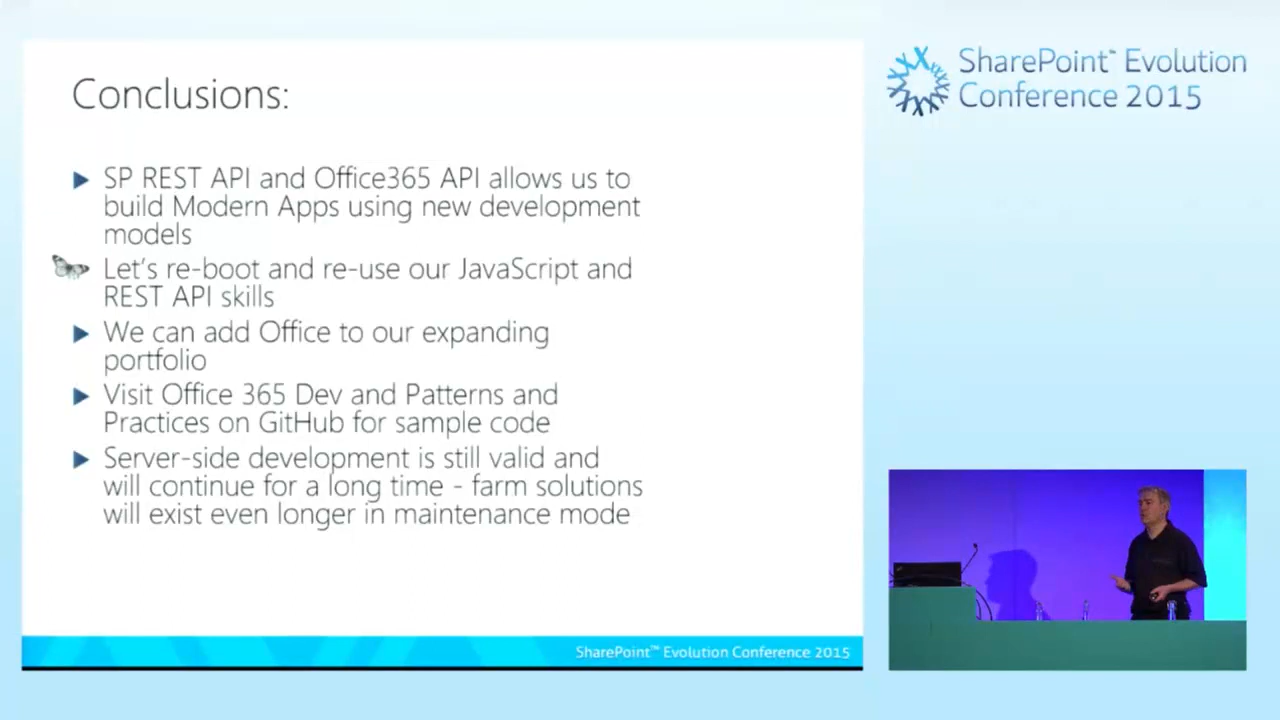 Conclusions:
SP REST API and Office365 API allows us to
build Modern Apps using new development
models
Let's re-boot and re-use our JavaScript and
REST API skills
We can add Office to our expanding
portfolio
Visit Office 365 Dev and Patterns and
Practices on GitHub for sample code
Server-side development is still valid and
will continue for a long time - farm solutions
will exist even longer in maintenance mode
SharePoint™ Evolution Conference 2015
SharePoint™ Evolution
Conference 2015